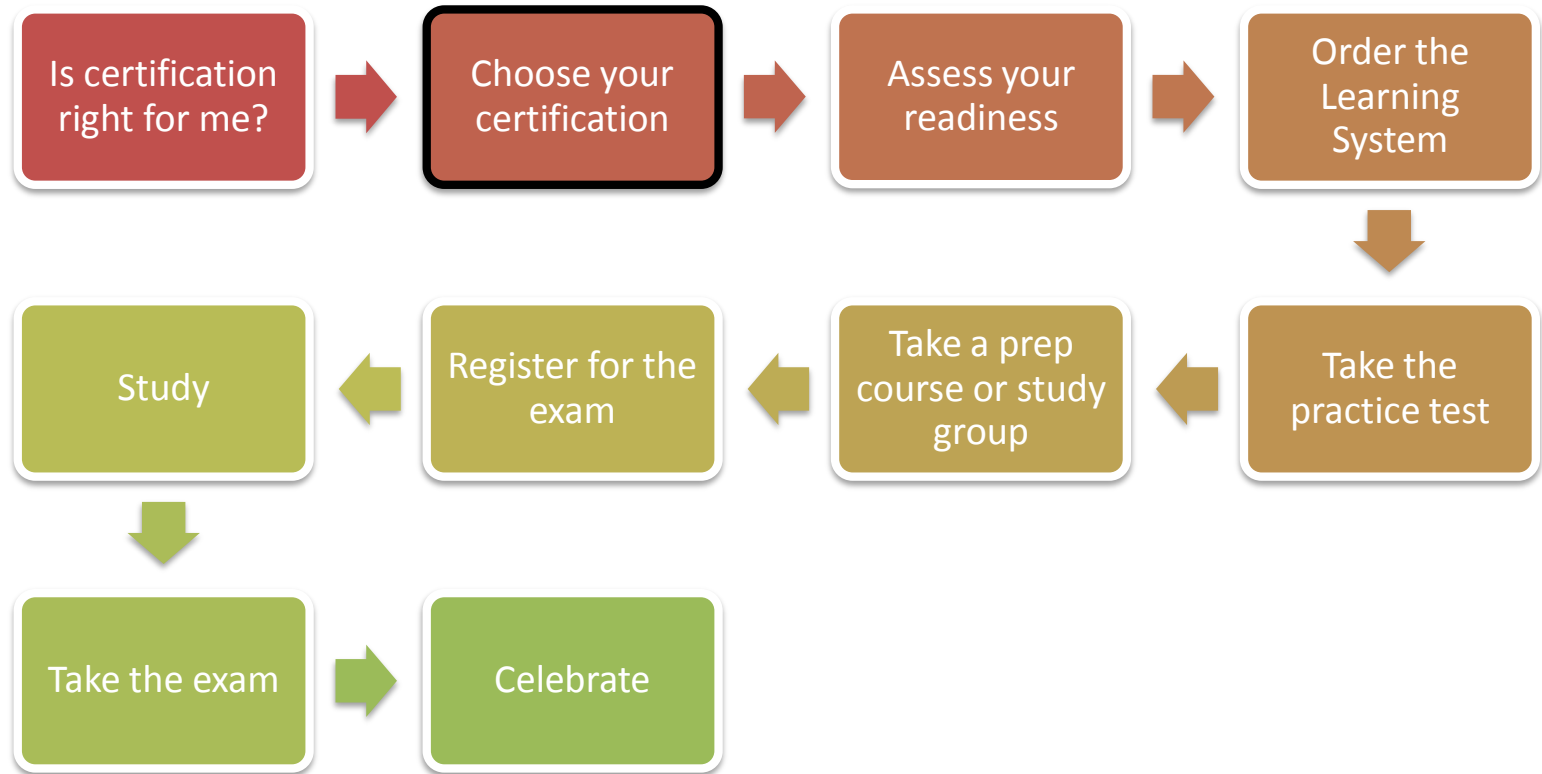 Is certification
right for me?
Choose your
certification
Assess your
readiness
Order the
Learning
System
Take the
practice test
Take a prep
course or study
group
Register for the
exam
Study
Take the exam
Celebrate